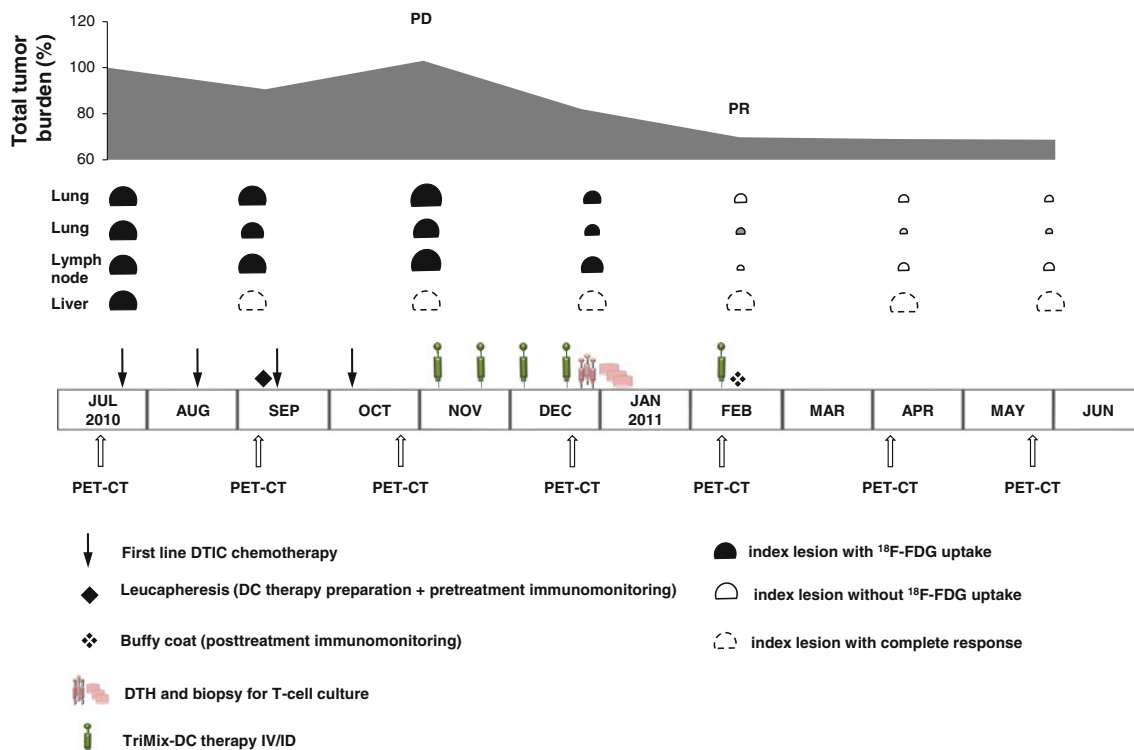 Total tumor
burden (%)
120
100
80
60
PD
PR
Lung
Lung
Lymph
node
Liver
JUL
2010
AUG
SEP
OCT
NOV
DEC
JAN
2011
FEB
MAR
APR
MAY
JUN
PET-CT PET-CT PET-CT PET-CT PET-CT PET-CT PET-CT
First line DTIC chemotherapy
Leucapheresis (DC therapy preparation + pretreatment immunomonitoring)
Buffy coat (posttreatment immunomonitoring)
DTH and biopsy for T-cell culture
TriMix-DC therapy IV/ID
index lesion with ¹⁸F-FDG uptake
index lesion without ¹⁸F-FDG uptake
index lesion with complete response